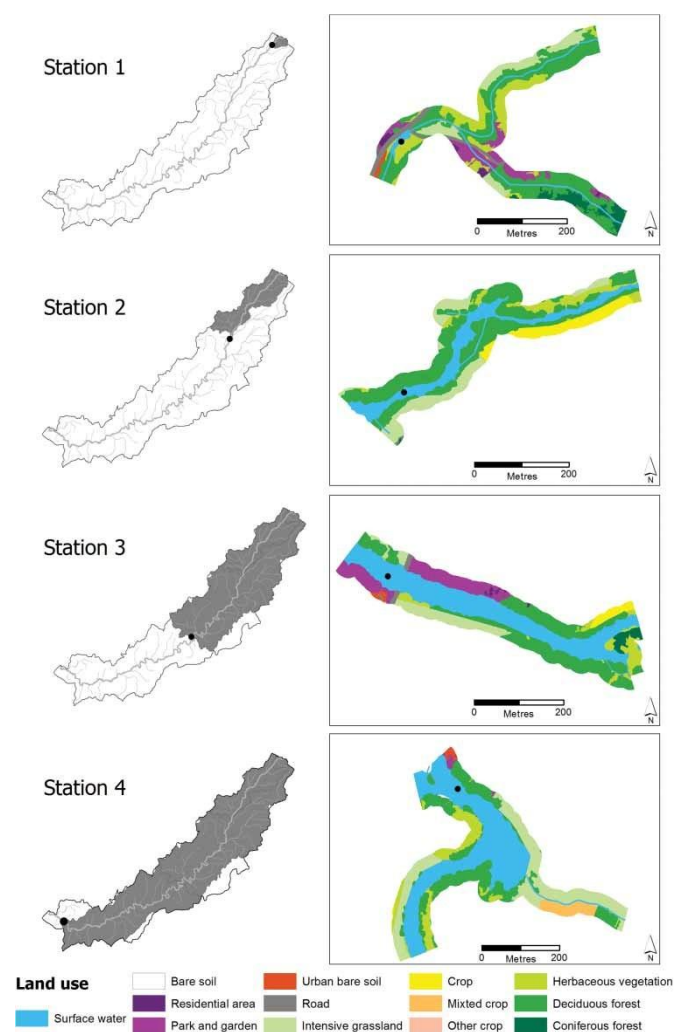 Station 1
0 200
Metres
N
Station 2
0 200
Metres
N
Station 3
0 200
Metres
N
Station 4
0 200
Metres
N
Land use
Surface water
Bare soil
Residential area
Park and garden
Urban bare soil
Road
Intensive grassland
Crop
Mixted crop
Other crop
Herbaceous vegetation
Deciduous forest
Coniferous forest